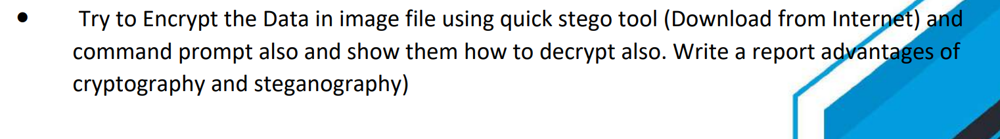 • Try to Encrypt the Data in image file using quick stego tool (Download from Internet) and
command prompt also and show them how to decrypt also. Write a report advantages of
cryptography and steganography)